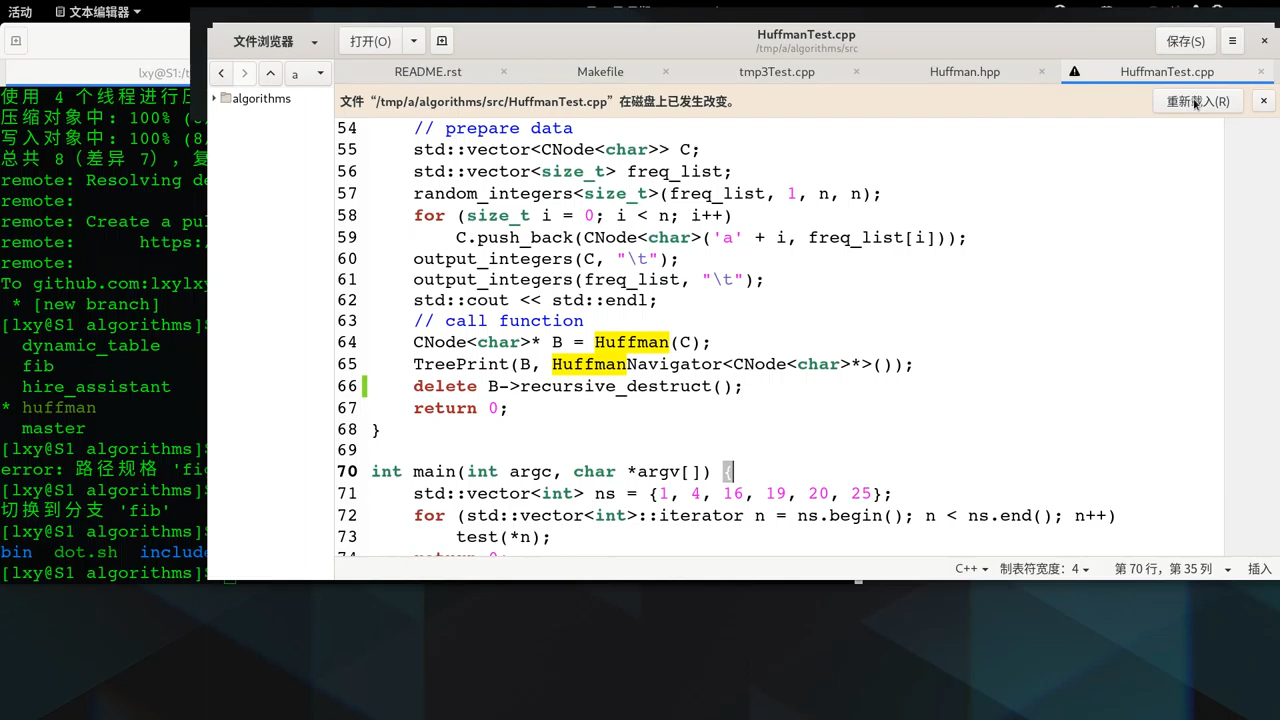 活动
文本编辑器
文件浏览器
打开(O)
HuffmanTest.cpp
/tmp/a/algorithms/src
保存(S)
lxy@S1:/t
a
README.rst
Makefile
tmp3Test.cpp
Huffman.hpp
HuffmanTest.cpp
algorithms
文件“/tmp/a/algorithms/src/HuffmanTest.cpp”在磁盘上已发生改变。
重新载入(R)
使用 4 个线程进行压
压缩对象中: 100% (8
写入对象中: 100% (8
总共 8 (差异 7), 复
remote: Resolving de
remote:
remote: Create a pul
remote:      https:
remote:
To github.com:lxylxy
* [new branch]
[lxy@S1 algorithms]$
dynamic_table
fib
hire_assistant
* huffman
master
[lxy@S1 algorithms]
error: 路径规格 'fi
切换到分支 'fib'
bin dot.sh include
[lxy@S1 algorithms]$
54 // prepare data
55 std::vector<CNode<char>> C;
56 std::vector<size_t> freq_list;
57 random_integers<size_t>(freq_list, 1, n, n);
58 for (size_t i = 0; i < n; i++)
59 C.push_back(CNode<char>('a' + i, freq_list[i]));
60 output_integers(C, "\t");
61 output_integers(freq_list, "\t");
62 std::cout << std::endl;
63 // call function
64 CNode<char>* B = Huffman(C);
65 TreePrint(B, HuffmanNavigator<CNode<char>*>());
66 delete B->recursive_destruct();
67 return 0;
68 }
69
70 int main(int argc, char *argv[]) {
71 std::vector<int> ns = {1, 4, 16, 19, 20, 25};
72 for (std::vector<int>::iterator n = ns.begin(); n < ns.end(); n++)
73 test(*n);
C++
制表符宽度：4
第 70 行，第 35 列
插入